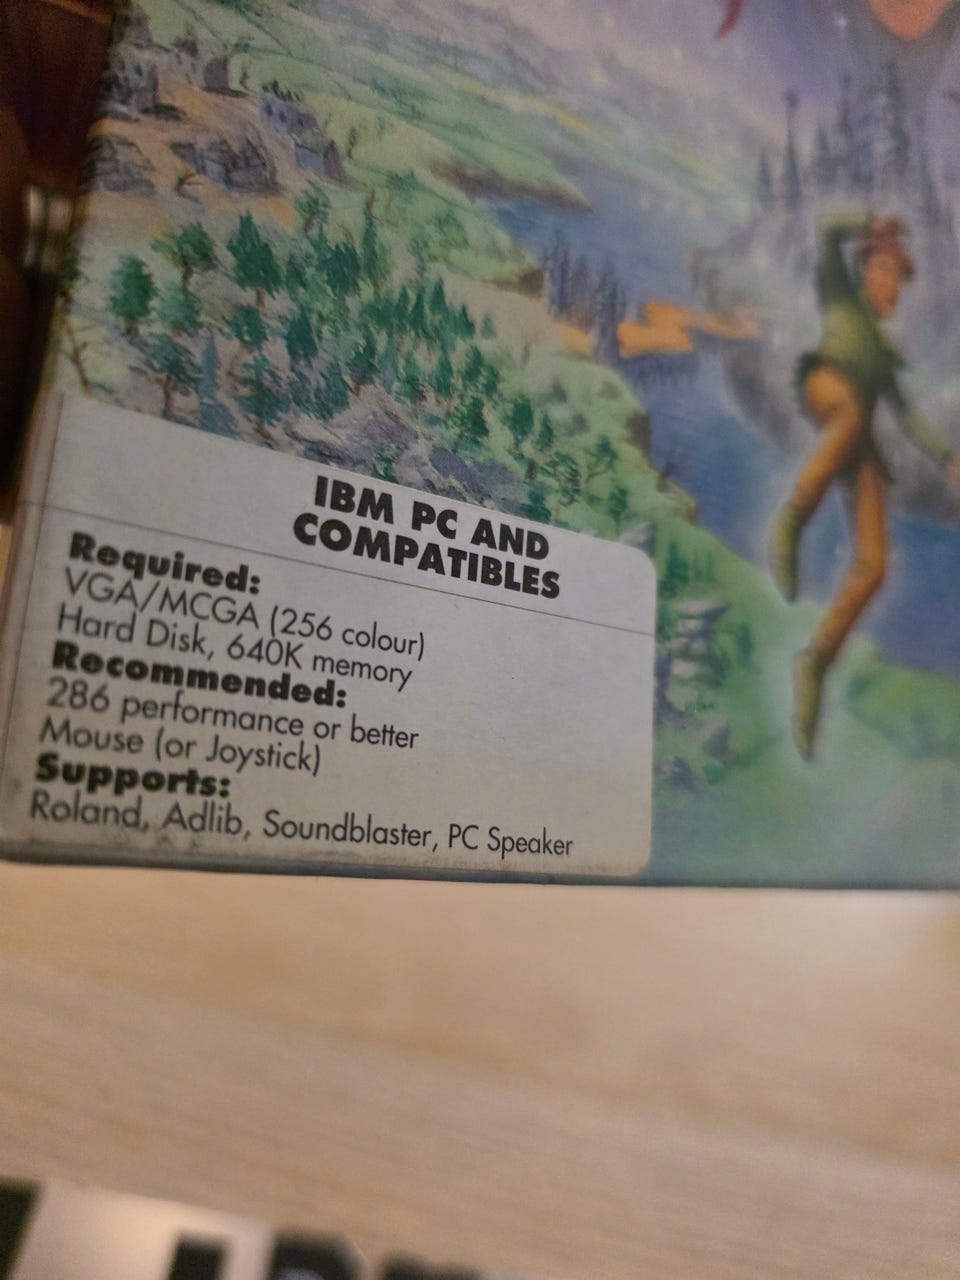 IBM PC AND
COMPATIBLES
Required:
VGA/MCGA (256 colour)
Hard Disk, 640K memory
Recommended:
286 performance or better
Mouse (or Joystick)
Supports:
Roland, Adlib, Soundblaster, PC Speaker